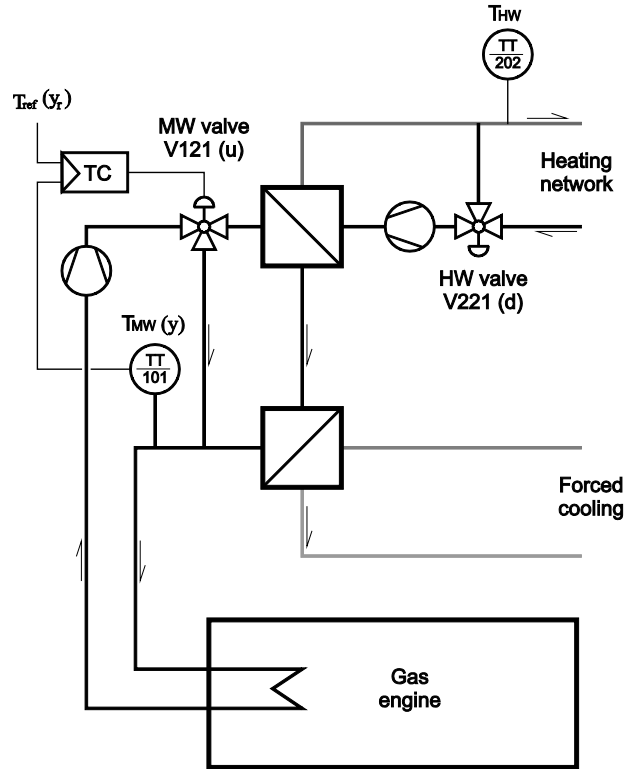 THW
TT
202
Tref (yr)
MW valve
V121 (u)
TC
Heating
network
HW valve
V221 (d)
TMW (y)
TT
101
Forced
cooling
Gas
engine